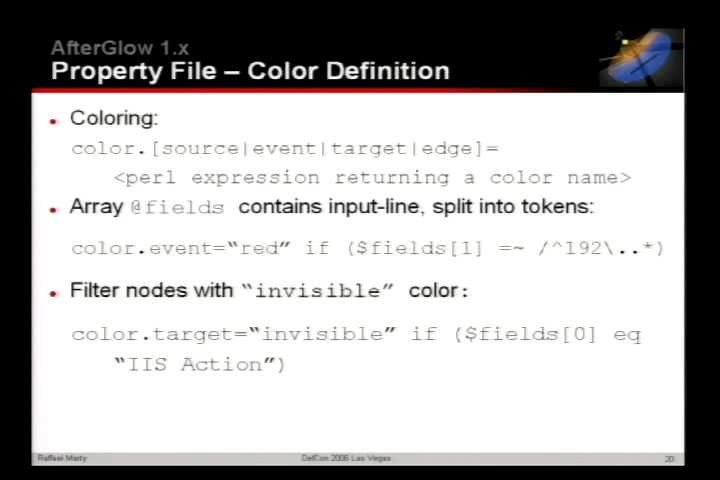 AfterGlow 1.x
Property File – Color Definition
• Coloring:
color.[source|event|target|edge]=
<perl expression returning a color name>
• Array @fields contains input-line, split into tokens:
color.event=“red” if ($fields[1] =~ /^192\..*)
• Filter nodes with “invisible” color:
color.target=“invisible” if ($fields[0] eq
“IIS Action”)
Raffael Marty
DefCon 2006 Las Vegas
20